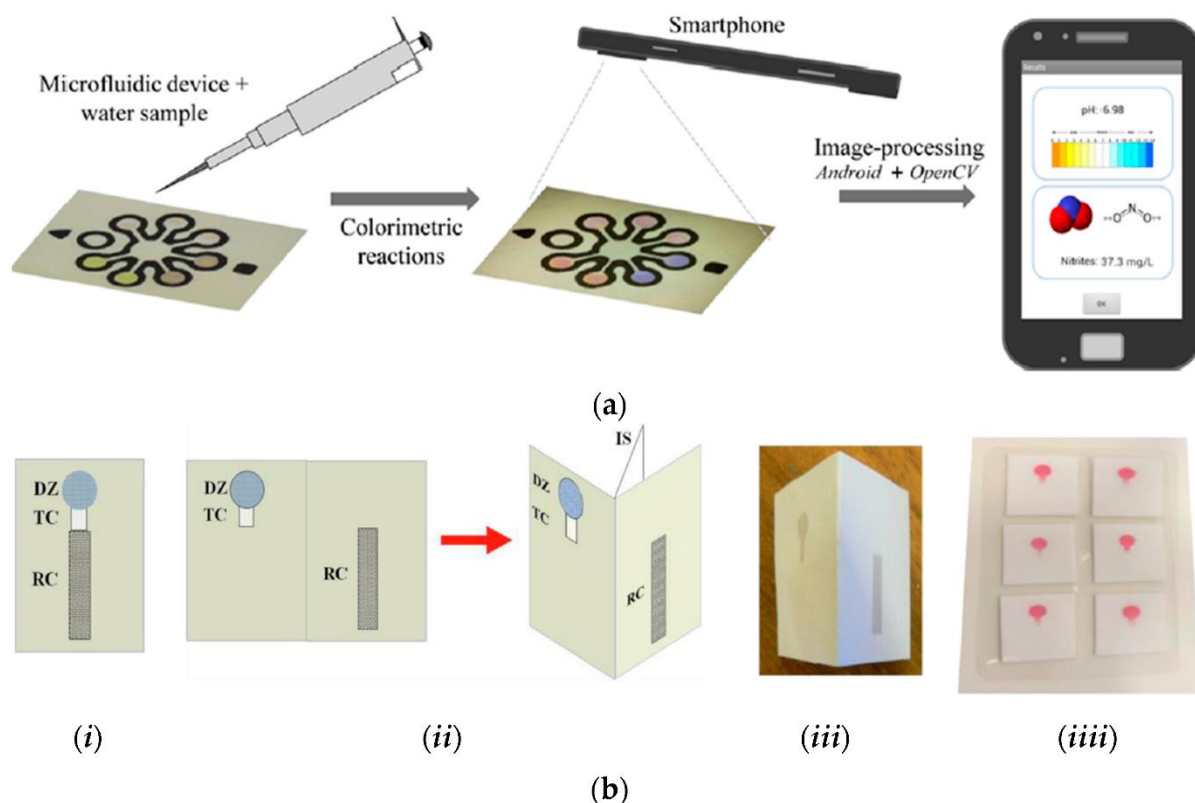 Microfluidic device +
water sample
Colorimetric
reactions
Smartphone
Image-processing
Android + OpenCV
Results
pH: 6.98
Nitrites: 37.3 mg/L
N
O
O
OK
(a)
DZ
TC
RC
DZ
TC
RC
IS
DZ
TC
RC
(i)
(ii)
(iii)
(iiii)
(b)